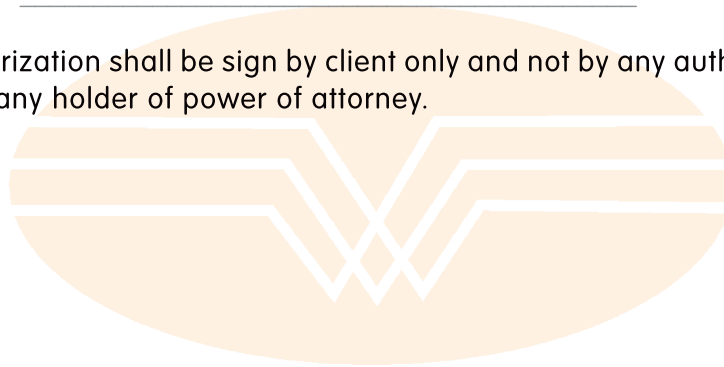 rization shall be sign by client only and not by any auth
any holder of power of attorney.